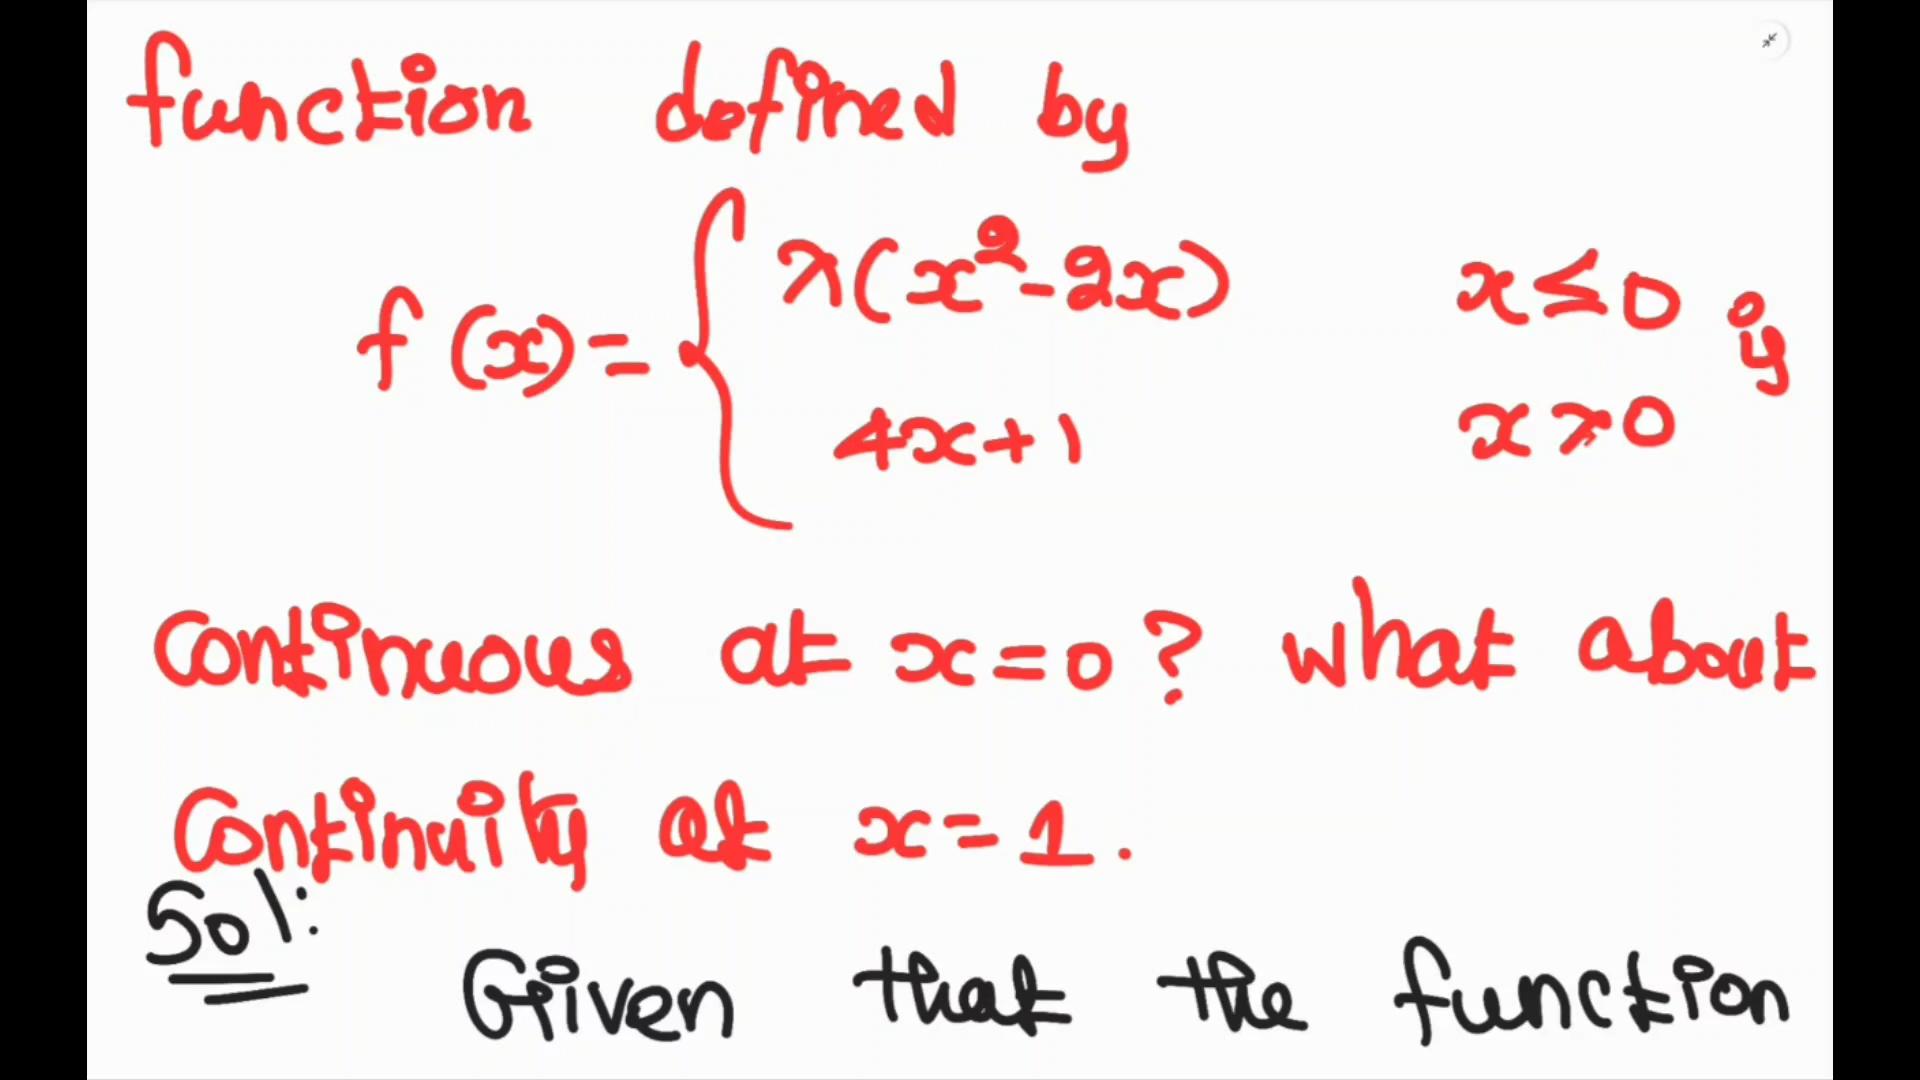 function defined by
f(x) = { λ(x² - 2x) x ≤ 0 is
4x + 1 x > 0
Continuous at x = 0 ? what about
Continuity at x = 1 .
Sol:
Given that the function